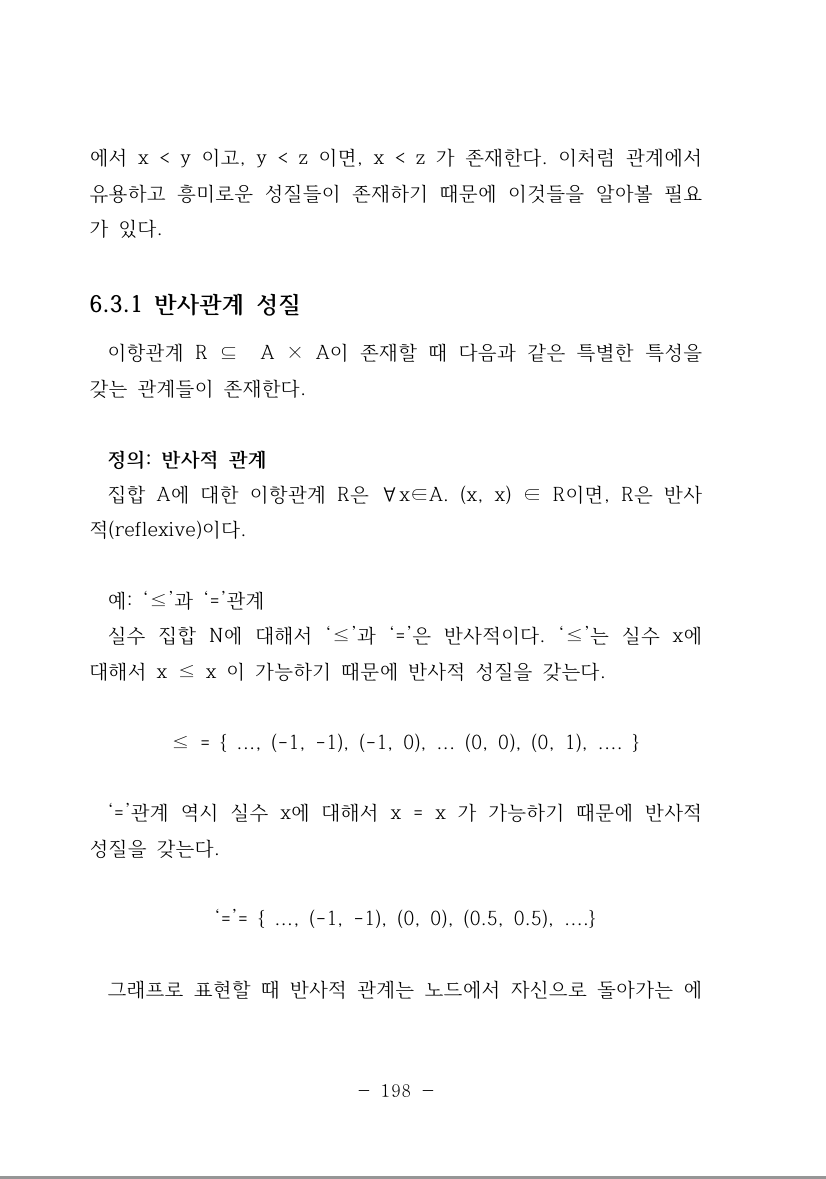 에서 x < y 이고, y < z 이면, x < z 가 존재한다. 이처럼 관계에서
유용하고 흥미로운 성질들이 존재하기 때문에 이것들을 알아볼 필요
가 있다.
6.3.1 반사관계 성질
이항관계 R ⊆ A × A이 존재할 때 다음과 같은 특별한 특성을
갖는 관계들이 존재한다.
정의: 반사적 관계
집합 A에 대한 이항관계 R은 ∀x∈A. (x, x) ∈ R이면, R은 반사
적(reflexive)이다.
예: ‘≤’과 ‘=’관계
실수 집합 N에 대해서 ‘≤’과 ‘=’은 반사적이다. ‘≤’는 실수 x에
대해서 x ≤ x 이 가능하기 때문에 반사적 성질을 갖는다.
≤ = { ..., (-1, -1), (-1, 0), ... (0, 0), (0, 1), .... }
‘=’관계 역시 실수 x에 대해서 x = x 가 가능하기 때문에 반사적
성질을 갖는다.
‘=’= { ..., (-1, -1), (0, 0), (0.5, 0.5), ....}
그래프로 표현할 때 반사적 관계는 노드에서 자신으로 돌아가는 에
- 198 -